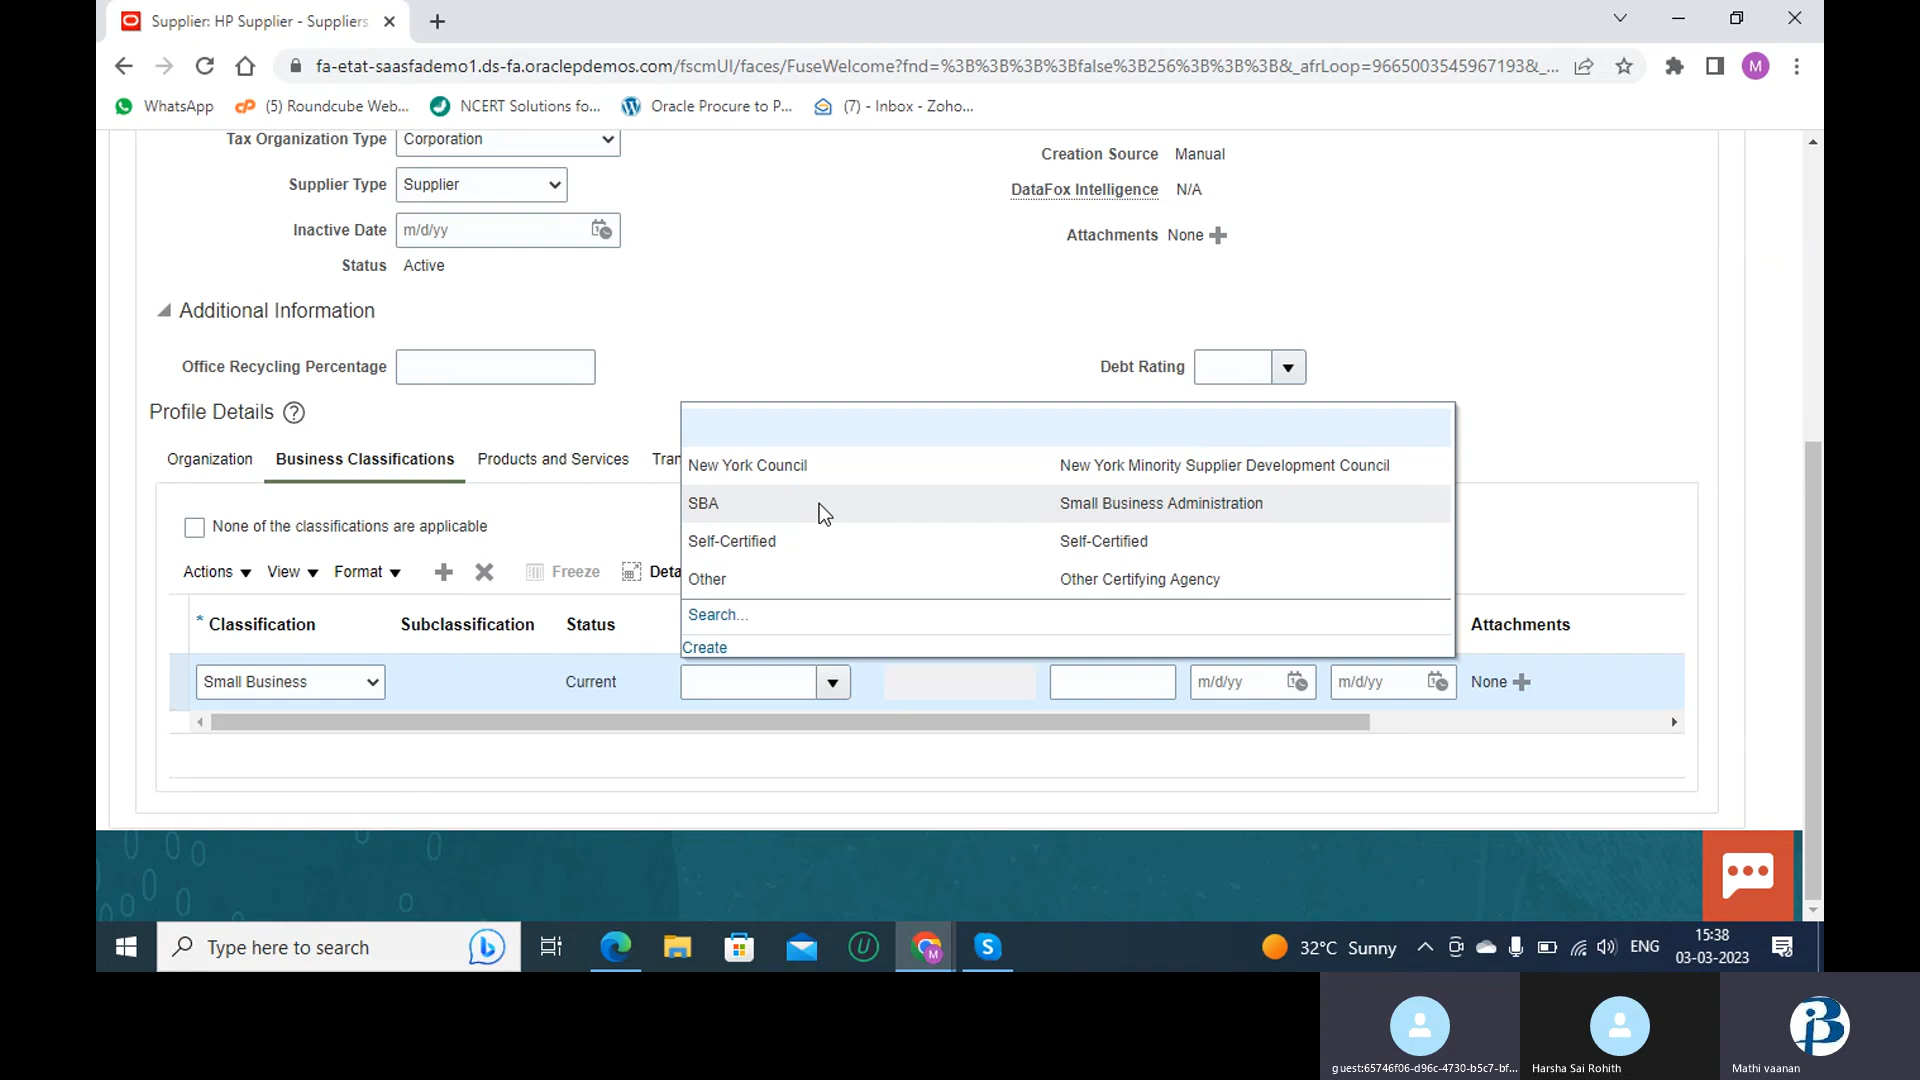 Supplier: HP Supplier - Suppliers
fa-etat-saasfademo1.ds-fa.oraclepdemos.com/fscmUI/faces/FuseWelcome?fnd=%3B%3B%3B%3Bfalse%3B256%3B%3B%3B&_afrLoop=9665003545967193&_...
M
WhatsApp
(5) Roundcube Web...
NCERT Solutions fo...
Oracle Procure to P...
(7) - Inbox - Zoho...
Tax Organization Type Corporation
Creation Source Manual
Supplier Type Supplier
DataFox Intelligence N/A
Inactive Date m/d/yy
Attachments None
Status Active
Additional Information
Office Recycling Percentage
Debt Rating
Profile Details ?
Organization Business Classifications Products and Services Tran
New York Council New York Minority Supplier Development Council
SBA Small Business Administration
None of the classifications are applicable
Self-Certified Self-Certified
Actions View Format Freeze Deta
Other Other Certifying Agency
Search...
* Classification Subclassification Status Attachments
Create
Small Business Current m/d/yy m/d/yy None
Type here to search
32°C Sunny
ENG
15:38
03-03-2023
guest:65746f06-d96c-4730-b5c7-bf...
Harsha Sai Rohith
Mathi vaanan